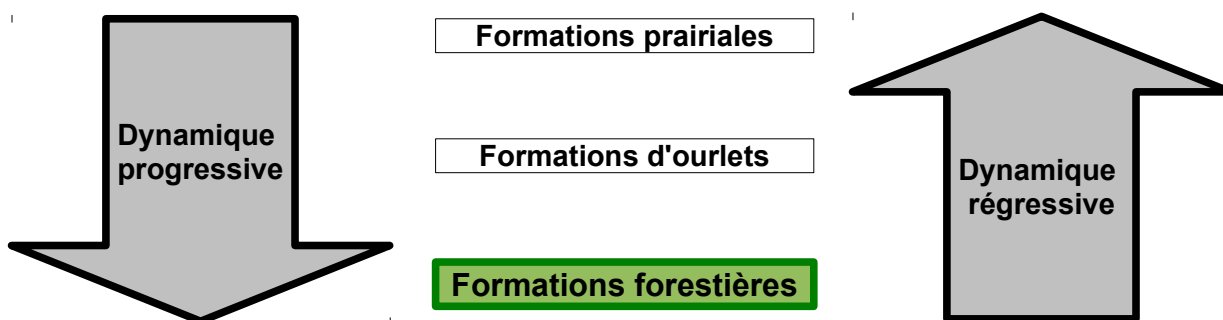 Formations prairiales
Dynamique
progressive
Formations d'ourlets
Dynamique
régressive
Formations forestières